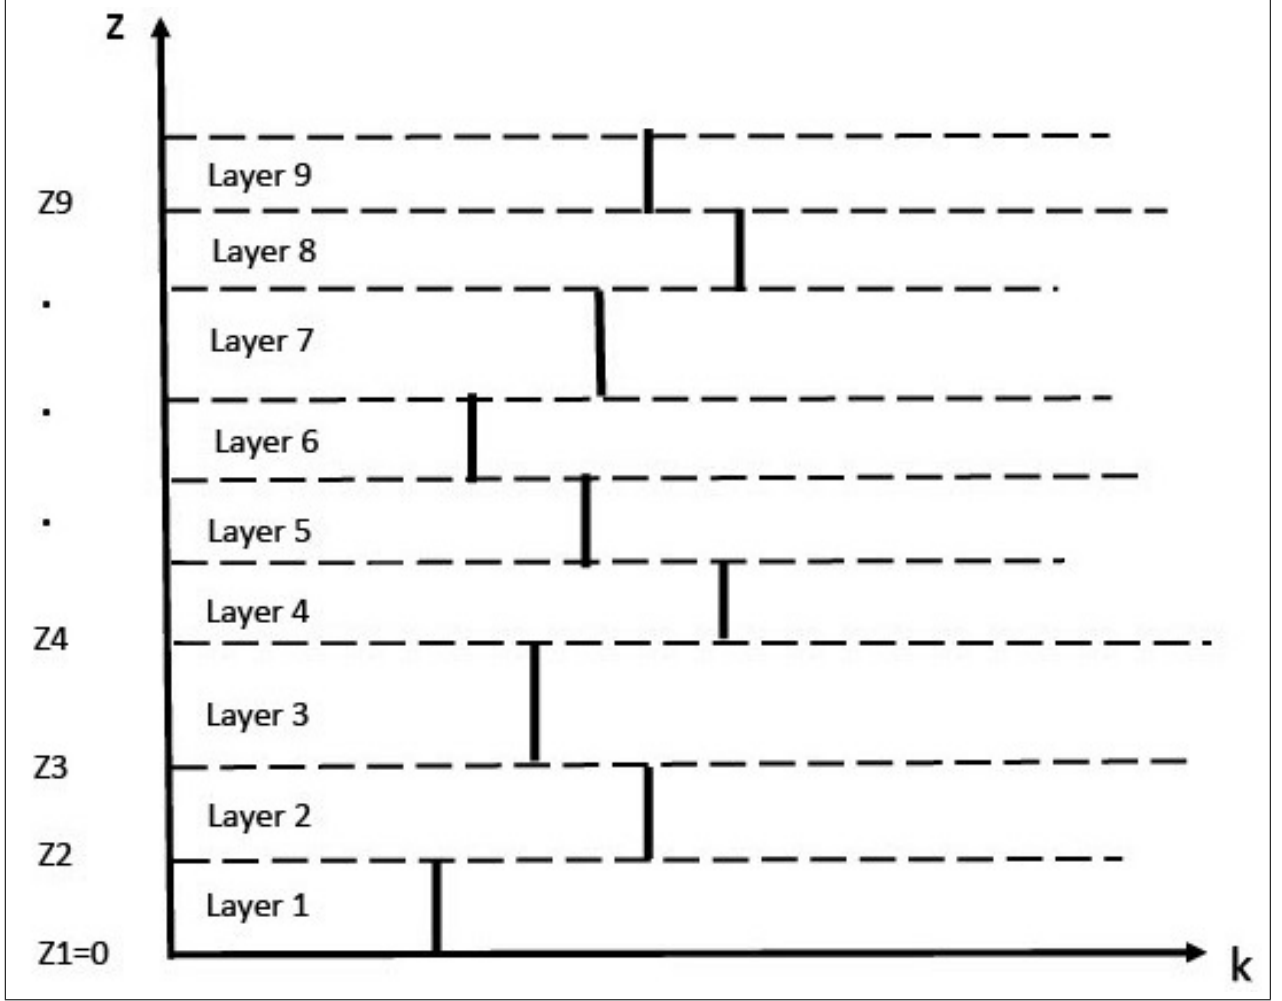 Z
Layer 9
Z9
Layer 8
.
Layer 7
.
Layer 6
.
Layer 5
Layer 4
Z4
Layer 3
Z3
Layer 2
Z2
Layer 1
Z1=0
k